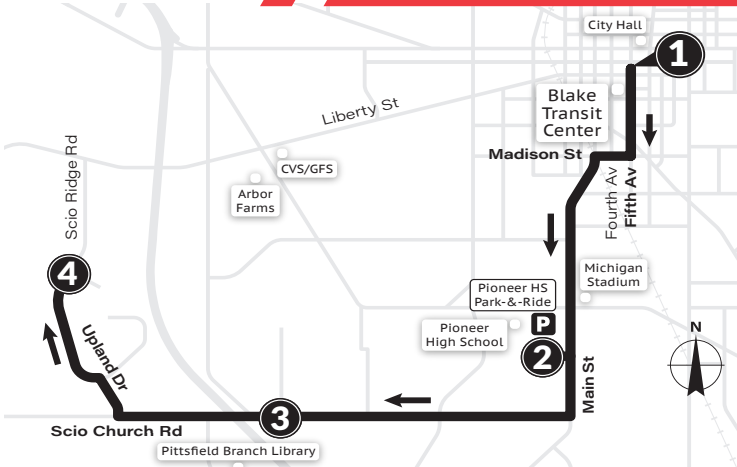 City Hall
1
Blake
Transit
Center
Liberty St
Madison St
CVS/GFS
Arbor
Farms
Scio Ridge Rd
Fourth Av
Fifth Av
4
Michigan
Stadium
Pioneer HS
Park-&-Ride
P
Pioneer
High School
N
2
Upland Dr
Main St
3
Scio Church Rd
Pittsfield Branch Library